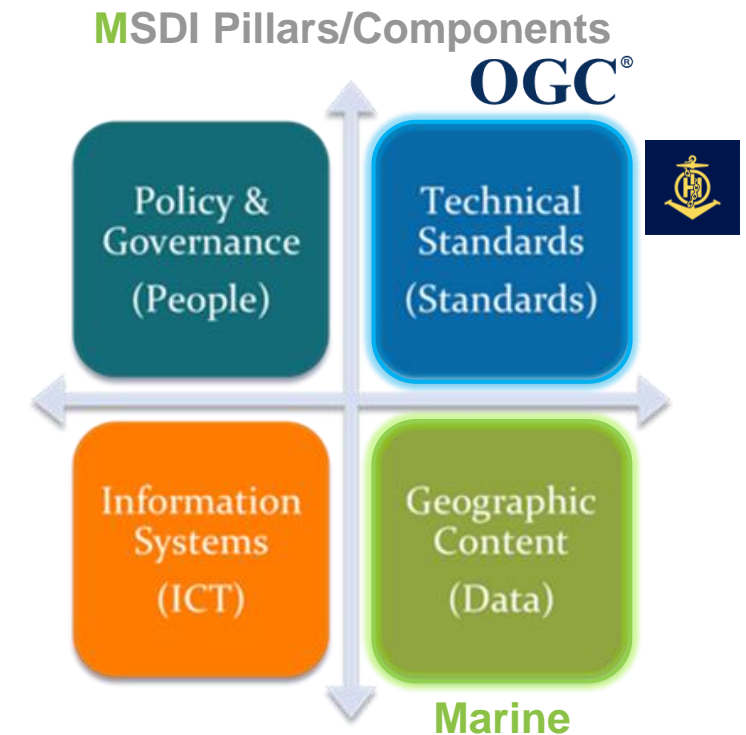 MSDI Pillars/Components
OGC®
Policy &
Governance
(People)
Technical
Standards
(Standards)
Information
Systems
(ICT)
Geographic
Content
(Data)
Marine